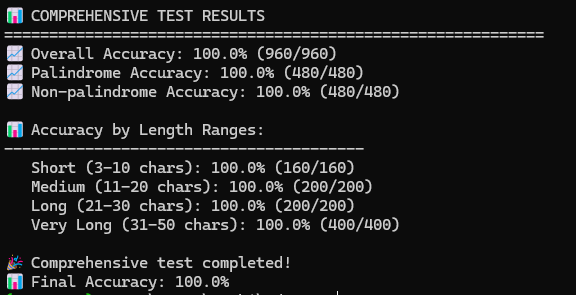 📊 COMPREHENSIVE TEST RESULTS
============================================================
📈 Overall Accuracy: 100.0% (960/960)
📈 Palindrome Accuracy: 100.0% (480/480)
📈 Non-palindrome Accuracy: 100.0% (480/480)
📊 Accuracy by Length Ranges:
----------------------------------------
Short (3-10 chars): 100.0% (160/160)
Medium (11-20 chars): 100.0% (200/200)
Long (21-30 chars): 100.0% (200/200)
Very Long (31-50 chars): 100.0% (400/400)
🎉 Comprehensive test completed!
📊 Final Accuracy: 100.0%